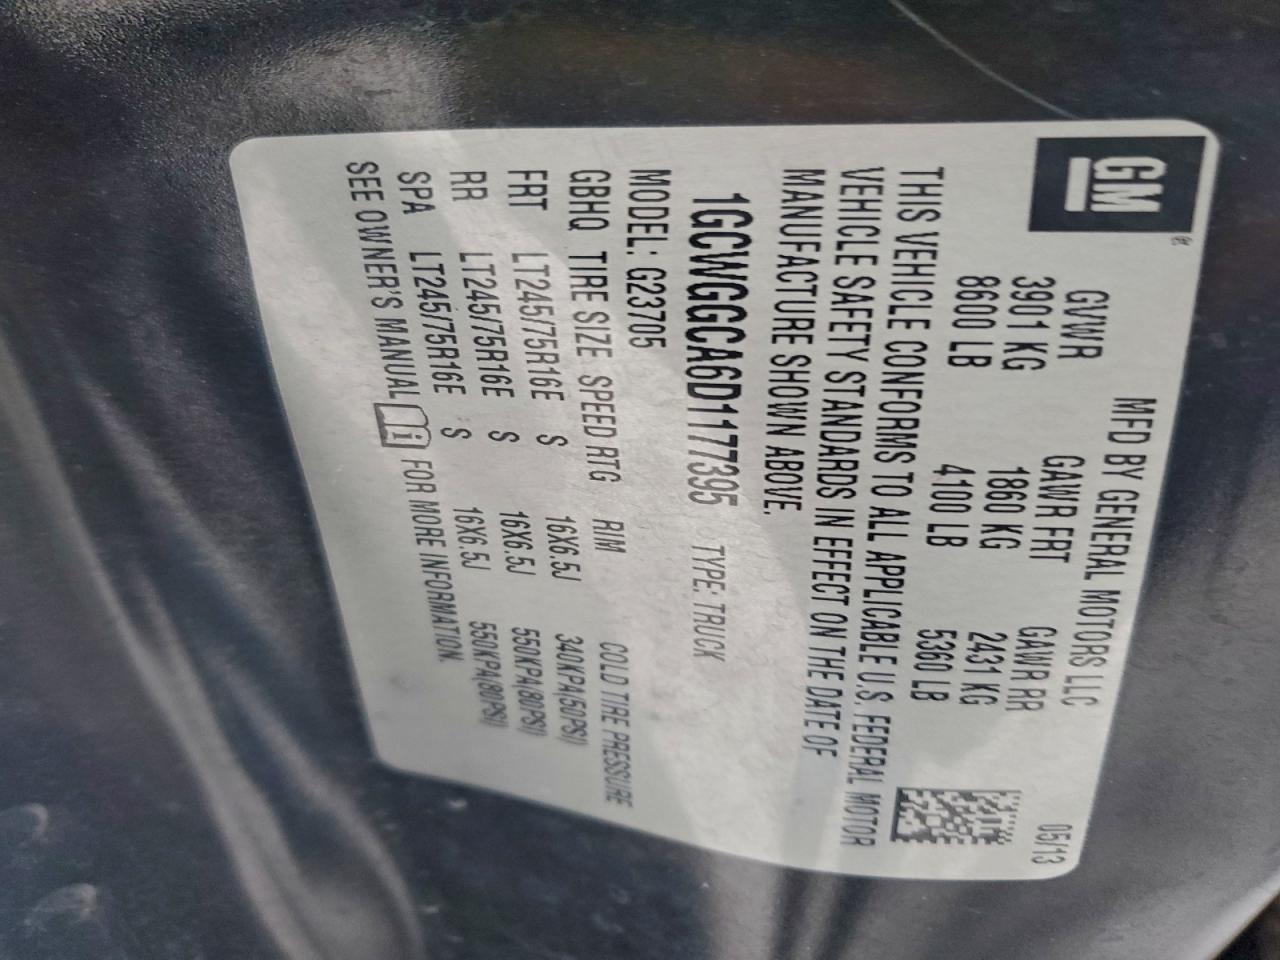 GM
MFD BY GENERAL MOTORS LLC 05/13
GVWR GAWR FRT GAWR RR
3901 KG 1860 KG 2431 KG
8600 LB 4100 LB 5360 LB
THIS VEHICLE CONFORMS TO ALL APPLICABLE U.S. FEDERAL MOTOR
VEHICLE SAFETY STANDARDS IN EFFECT ON THE DATE OF
MANUFACTURE SHOWN ABOVE.
1GCWGGCA6D1177395 TYPE: TRUCK
MODEL: G23705
GBHQ TIRE SIZE SPEED RTG RIM COLD TIRE PRESSURE
FRT LT245/75R16E S 16X6.5J 340KPA(50PSI)
RR LT245/75R16E S 16X6.5J 550KPA(80PSI)
SPA LT245/75R16E S 16X6.5J 550KPA(80PSI)
SEE OWNER'S MANUAL FOR MORE INFORMATION.